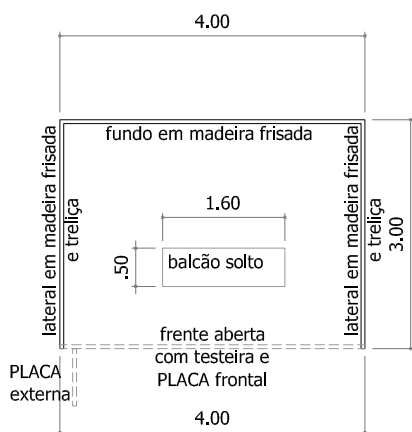 4.00
fundo em madeira frisada
lateral em madeira frisada
e treliça
lateral em madeira frisada
e treliça
3.00
1.60
.50
balcão solto
frente aberta
com testeira e
PLACA frontal
PLACA
externa
4.00